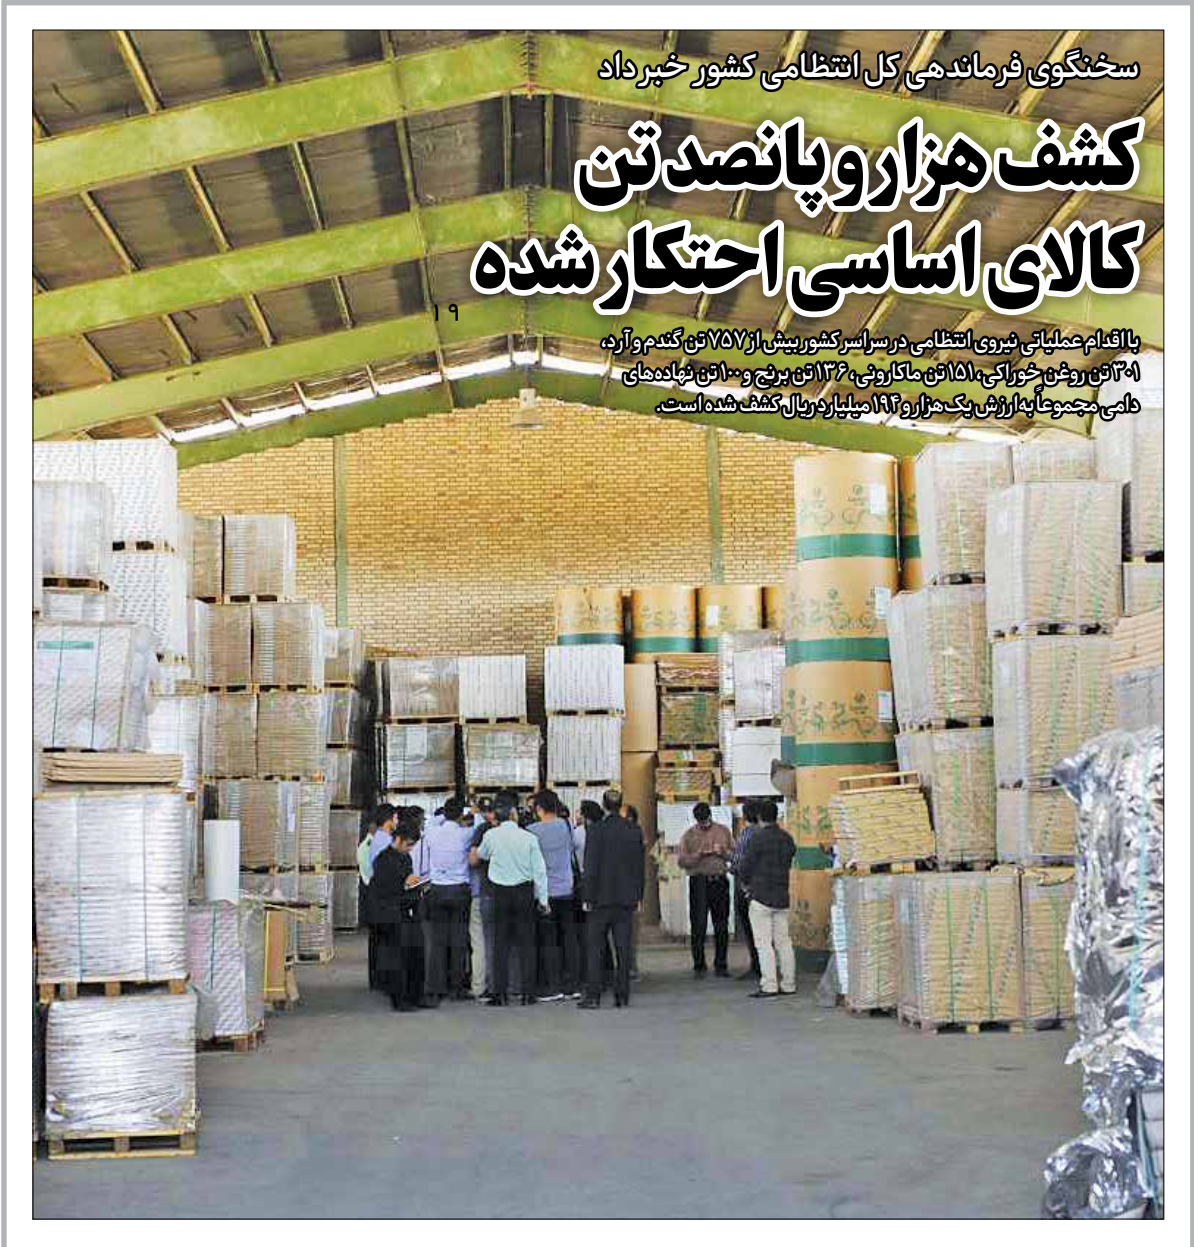 سخنگوی فرماندهی کل انتظامی کشور خبر داد
کشف هزار و پانصد تن
کالای اساسی احتکار شده
۱۹
با اقدام عملیاتی نیروی انتظامی در سراسر کشور بیش از ۷۵۷ تن گندم و آرد،
۳۰۱ تن روغن خوراکی، ۱۵۱ تن ماکارونی، ۱۳۶ تن برنج و ۱۰۰ تن نهاده‌های
دامی مجموعاً به ارزش یک هزار و ۱۹۴ میلیارد ریال کشف شده است.